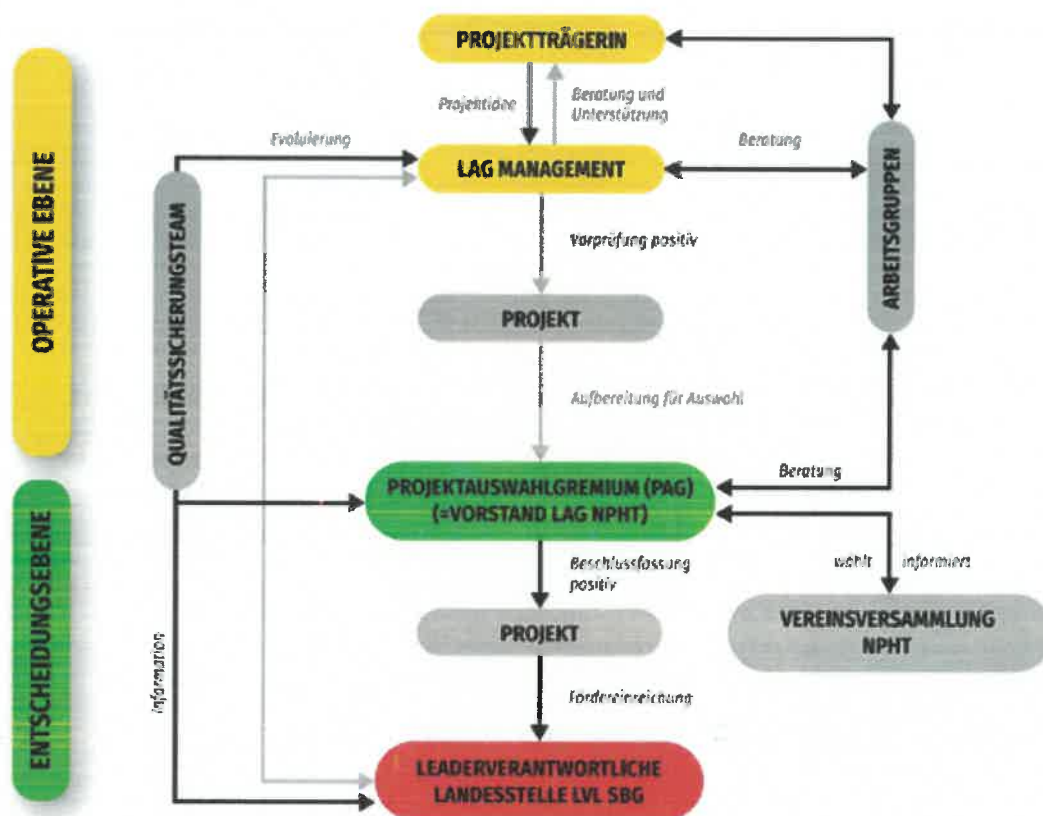 PROJEKTTRÄGERIN
Projektidee
Beratung und
Unterstützung
Evaluierung
LAG MANAGEMENT
Beratung
OPERATIVE EBENE
QUALITÄTSSICHERUNGSTEAM
ARBEITSGRUPPEN
Vorprüfung positiv
PROJEKT
Aufbereitung für Auswahl
Beratung
PROJEKTAUSWAHLGREMIUM (PAG)
(=VORSTAND LAG NPHT)
ENTSCHEIDUNGSEBENE
Beschlussfassung
positiv
wählt informiert
PROJEKT
VEREINSVERSAMMLUNG
NPHT
Information
Fördereinreichung
LEADERVERANTWORTLICHE
LANDESSTELLE LVL SBG